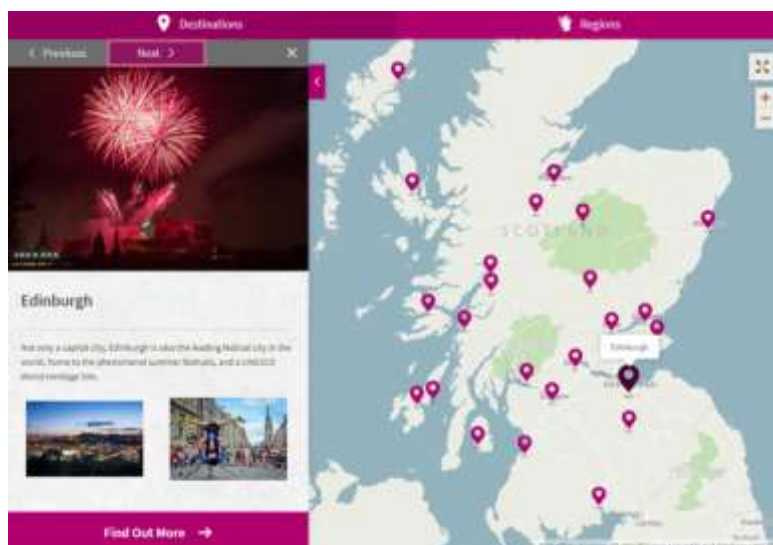 Destinations
Regions
Previous
Next
Edinburgh
Not only a capital city, Edinburgh is also the leading festival city in the
world, home to the phenomenal summer festivals, and a UNESCO
World Heritage Site.
Find Out More
SCOTLAND
Edinburgh